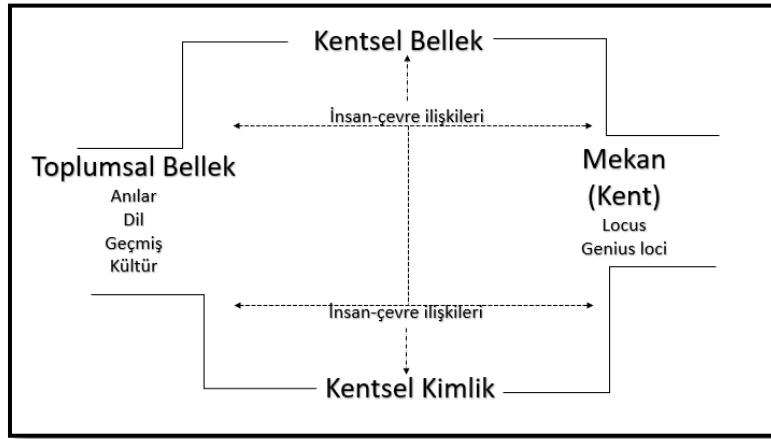 Kentsel Bellek
İnsan-çevre ilişkileri
Toplumsal Bellek
Anılar
Dil
Geçmiş
Kültür
Mekan
(Kent)
Locus
Genius loci
İnsan-çevre ilişkileri
Kentsel Kimlik